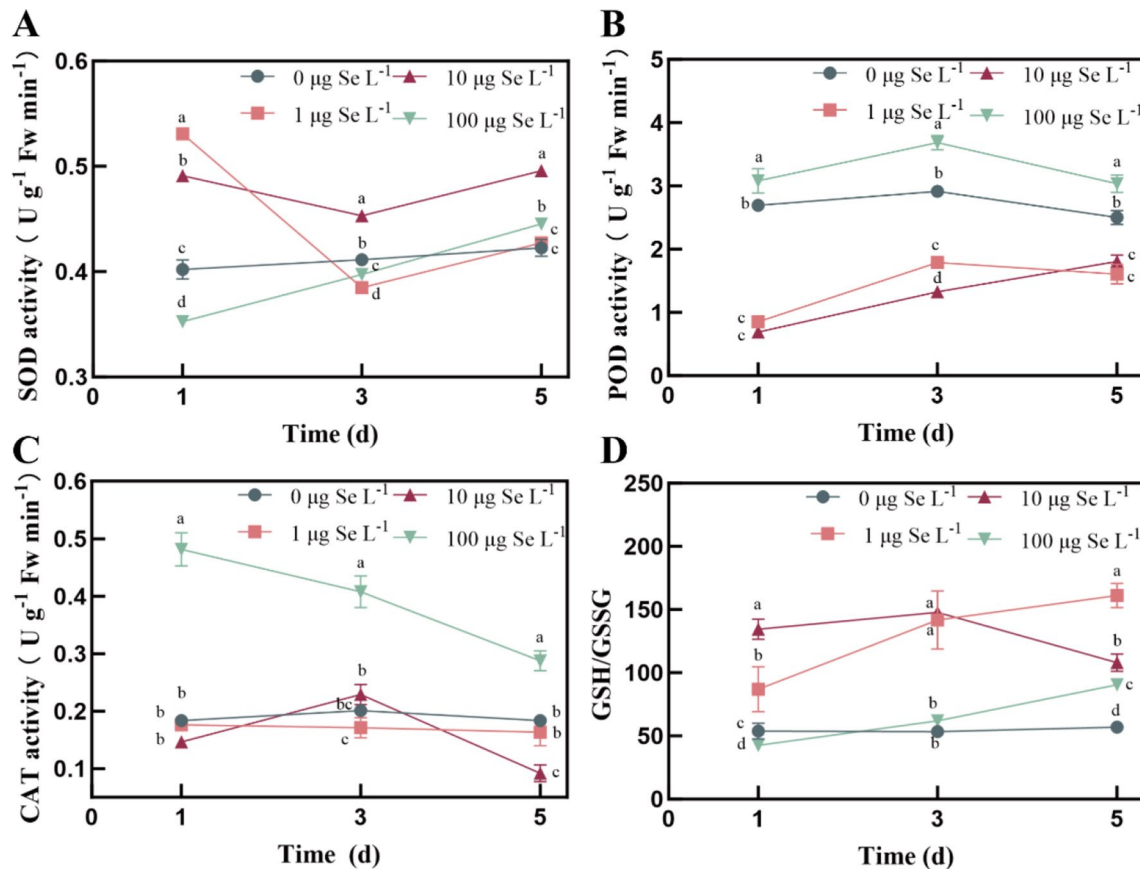 A
SOD activity ( U g-1 Fw min-1)
0.6
0.5
0.4
0.3
0 μg Se L-1
10 μg Se L-1
1 μg Se L-1
100 μg Se L-1
a
b
c
d
a
b
c
d
a
b
c
c
0
1
3
5
Time (d)
B
POD activity ( U g-1 Fw min-1)
5
4
3
2
1
0
0 μg Se L-1
10 μg Se L-1
1 μg Se L-1
100 μg Se L-1
a
b
c
c
a
b
c
d
a
b
c
c
0
1
3
5
Time (d)
C
CAT activity ( U g-1 Fw min-1)
0.6
0.5
0.4
0.3
0.2
0.1
0 μg Se L-1
10 μg Se L-1
1 μg Se L-1
100 μg Se L-1
a
b
b
b
a
b
bc
c
a
b
b
c
0
1
3
5
Time (d)
D
GSH/GSSG
250
200
150
100
50
0
0 μg Se L-1
10 μg Se L-1
1 μg Se L-1
100 μg Se L-1
a
b
c
d
a
a
b
b
a
b
c
d
0
1
3
5
Time (d)